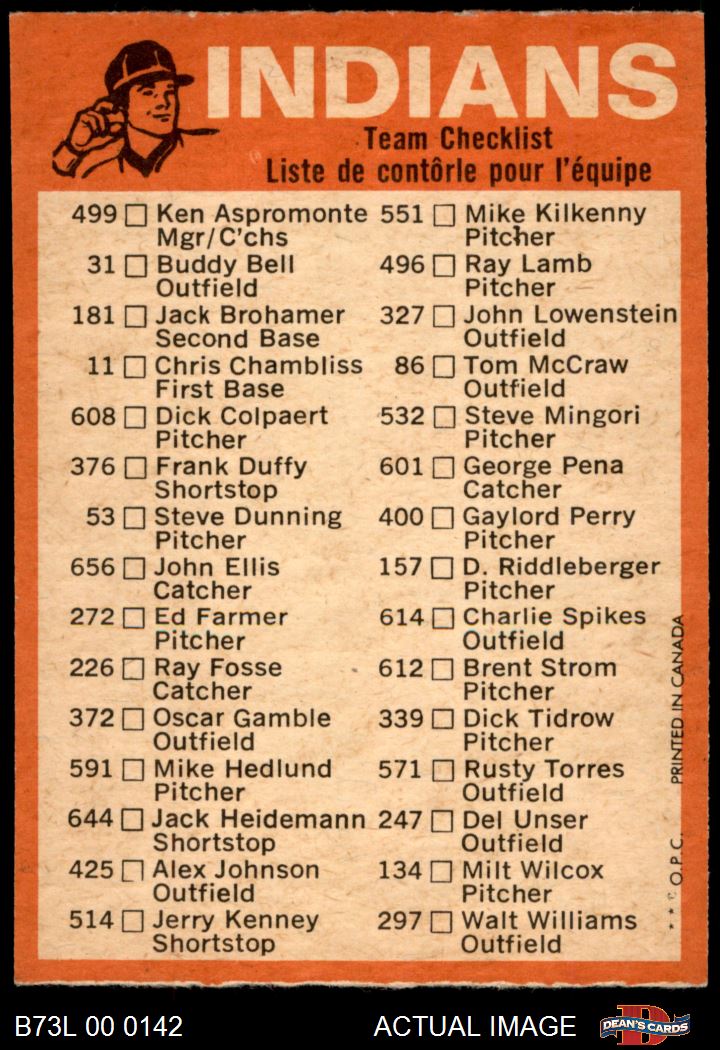 INDIANS
Team Checklist
Liste de contôrle pour l'équipe
499 Ken Aspromonte
Mgr/C'chs
31 Buddy Bell
Outfield
181 Jack Brohamer
Second Base
11 Chris Chambliss
First Base
608 Dick Colpaert
Pitcher
376 Frank Duffy
Shortstop
53 Steve Dunning
Pitcher
656 John Ellis
Catcher
272 Ed Farmer
Pitcher
226 Ray Fosse
Catcher
372 Oscar Gamble
Outfield
591 Mike Hedlund
Pitcher
644 Jack Heidemann
Shortstop
425 Alex Johnson
Outfield
514 Jerry Kenney
Shortstop
551 Mike Kilkenny
Pitcher
496 Ray Lamb
Pitcher
327 John Lowenstein
Outfield
86 Tom McCraw
Outfield
532 Steve Mingori
Pitcher
601 George Pena
Catcher
400 Gaylord Perry
Pitcher
157 D. Riddleberger
Pitcher
614 Charlie Spikes
Outfield
612 Brent Strom
Pitcher
339 Dick Tidrow
Pitcher
571 Rusty Torres
Outfield
247 Del Unser
Outfield
134 Milt Wilcox
Pitcher
297 Walt Williams
Outfield
* * © O.P.C. PRINTED IN CANADA
B73L 00 0142
ACTUAL IMAGE
D
DEAN'S CARDS